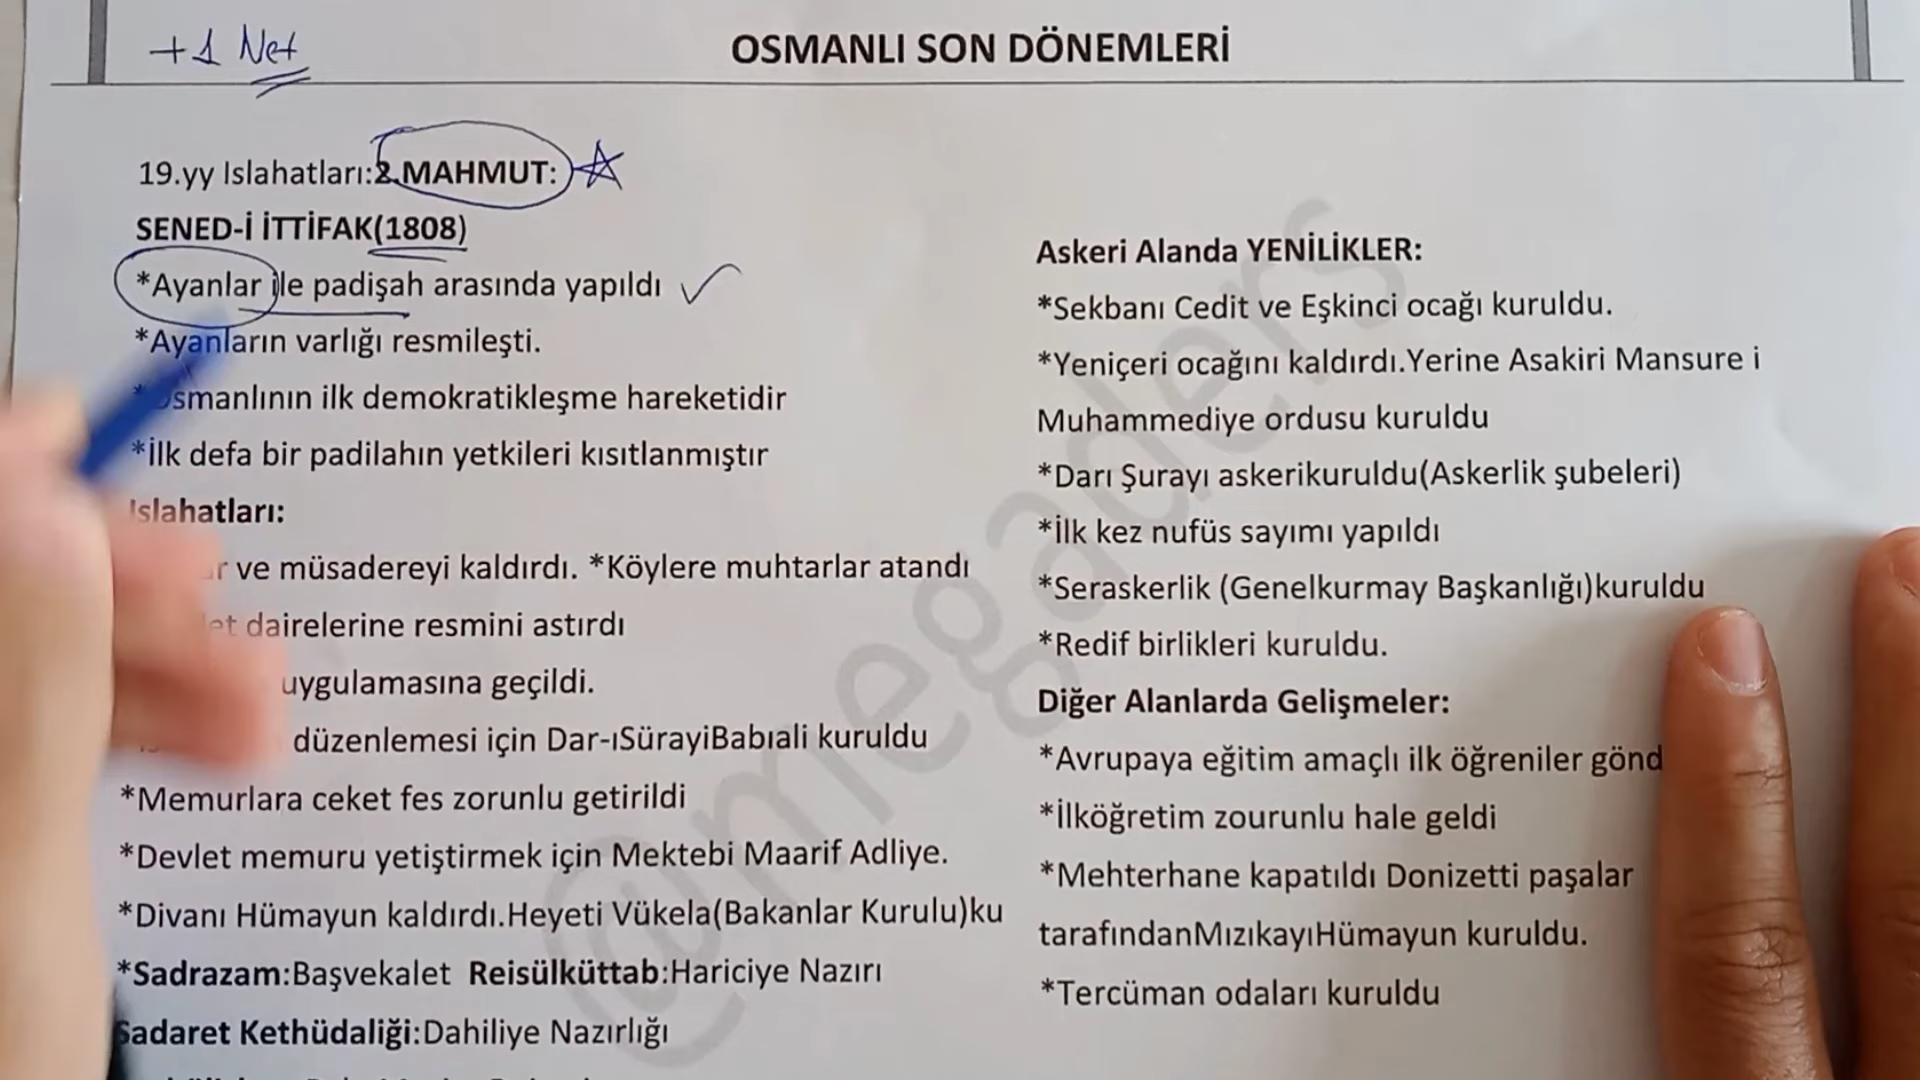 +1 Net
OSMANLI SON DÖNEMLERİ
19.yy Islahatları:2.MAHMUT:
SENED-İ İTTİFAK(1808)
*Ayanlar ile padişah arasında yapıldı
*Ayanların varlığı resmileşti.
*Osmanlının ilk demokratikleşme hareketidir
*İlk defa bir padilahın yetkileri kısıtlanmıştır
Islahatları:
ve müsadereyi kaldırdı. *Köylere muhtarlar atandı
dairelerine resmini astırdı
uygulamasına geçildi.
düzenlemesi için Dar-ıSürayiBabıali kuruldu
*Memurlara ceket fes zorunlu getirildi
*Devlet memuru yetiştirmek için Mektebi Maarif Adliye.
*Divanı Hümayun kaldırdı.Heyeti Vükela(Bakanlar Kurulu)ku
*Sadrazam:Başvekalet Reisülküttab:Hariciye Nazırı
Sadaret Kethüdaliği:Dahiliye Nazırlığı
Askeri Alanda YENİLİKLER:
*Sekbanı Cedit ve Eşkinci ocağı kuruldu.
*Yeniçeri ocağını kaldırdı.Yerine Asakiri Mansure i
Muhammediye ordusu kuruldu
*Darı Şurayı askerikuruldu(Askerlik şubeleri)
*İlk kez nufüs sayımı yapıldı
*Seraskerlik (Genelkurmay Başkanlığı)kuruldu
*Redif birlikleri kuruldu.
Diğer Alanlarda Gelişmeler:
*Avrupaya eğitim amaçlı ilk öğreniler gönd
*İlköğretim zourunlu hale geldi
*Mehterhane kapatıldı Donizetti paşalar
tarafındanMızıkayıHümayun kuruldu.
*Tercüman odaları kuruldu
@megaders